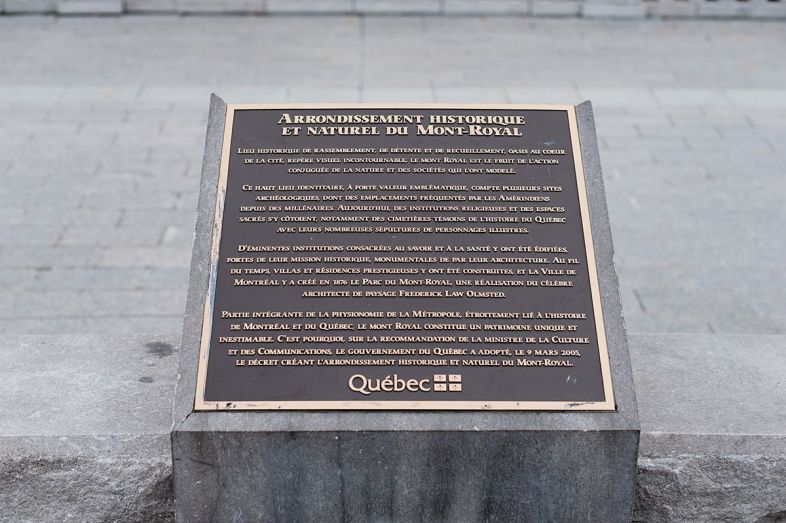 Arrondissement historique
et naturel du Mont-Royal
Lieu historique de rassemblement, de détente et de recueillement, oasis au coeur
de la cité, repère visuel incontournable, le mont Royal est le fruit de l'action
conjuguée de la nature et des sociétés qui l'ont modelé.
Ce haut lieu identitaire, à forte valeur emblématique, compte plusieurs sites
archéologiques, dont des emplacements fréquentés par les Amérindiens
depuis des millénaires. Aujourd'hui, des institutions religieuses et des espaces
sacrés s'y côtoient, notamment des cimetières témoins de l'histoire du Québec
avec leurs nombreuses sépultures de personnages illustres.
D'éminentes institutions consacrées au savoir et à la santé y ont été édifiées,
fortes de leur mission historique, monumentales de par leur architecture. Au fil
du temps, villas et résidences prestigieuses y ont été construites, et la Ville de
Montréal y a créé en 1876 le Parc du Mont-Royal, une réalisation du célèbre
architecte de paysage Frederick Law Olmsted.
Partie intégrante de la physionomie de la Métropole, étroitement lié à l'histoire
de Montréal et du Québec, le mont Royal constitue un patrimoine unique et
inestimable. C'est pourquoi, sur la recommandation de la ministre de la Culture
et des Communications, le gouvernement du Québec a adopté, le 9 mars 2005,
le décret créant l'arrondissement historique et naturel du Mont-Royal.
Québec